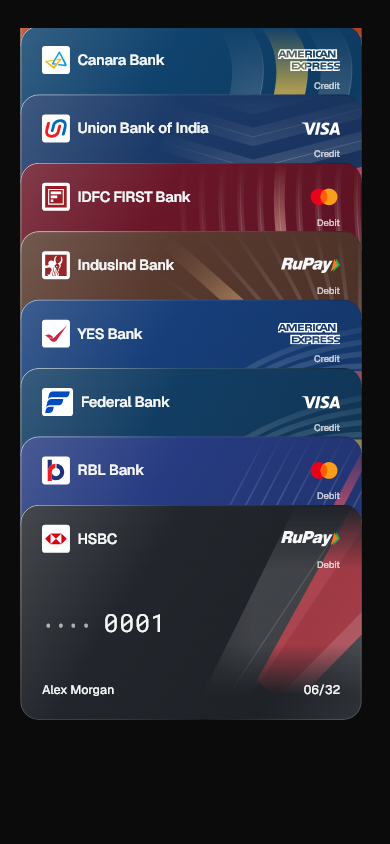 Canara Bank
AMERICAN
EXPRESS
Credit
Union Bank of India
VISA
Credit
IDFC FIRST Bank
Debit
IndusInd Bank
RuPay
Debit
YES Bank
AMERICAN
EXPRESS
Credit
Federal Bank
VISA
Credit
RBL Bank
Debit
HSBC
RuPay
Debit
.... 0001
Alex Morgan
06/32